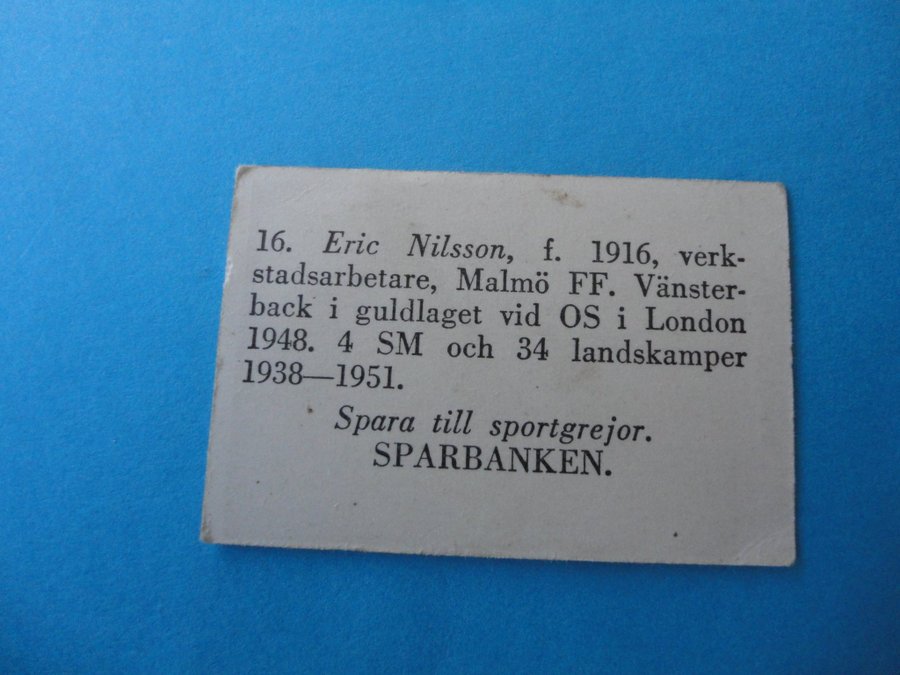 16. Eric Nilsson, f. 1916, verk-
stadsarbetare, Malmö FF. Vänster-
back i guldlaget vid OS i London
1948. 4 SM och 34 landskamper
1938—1951.
Spara till sportgrejor.
SPARBANKEN.